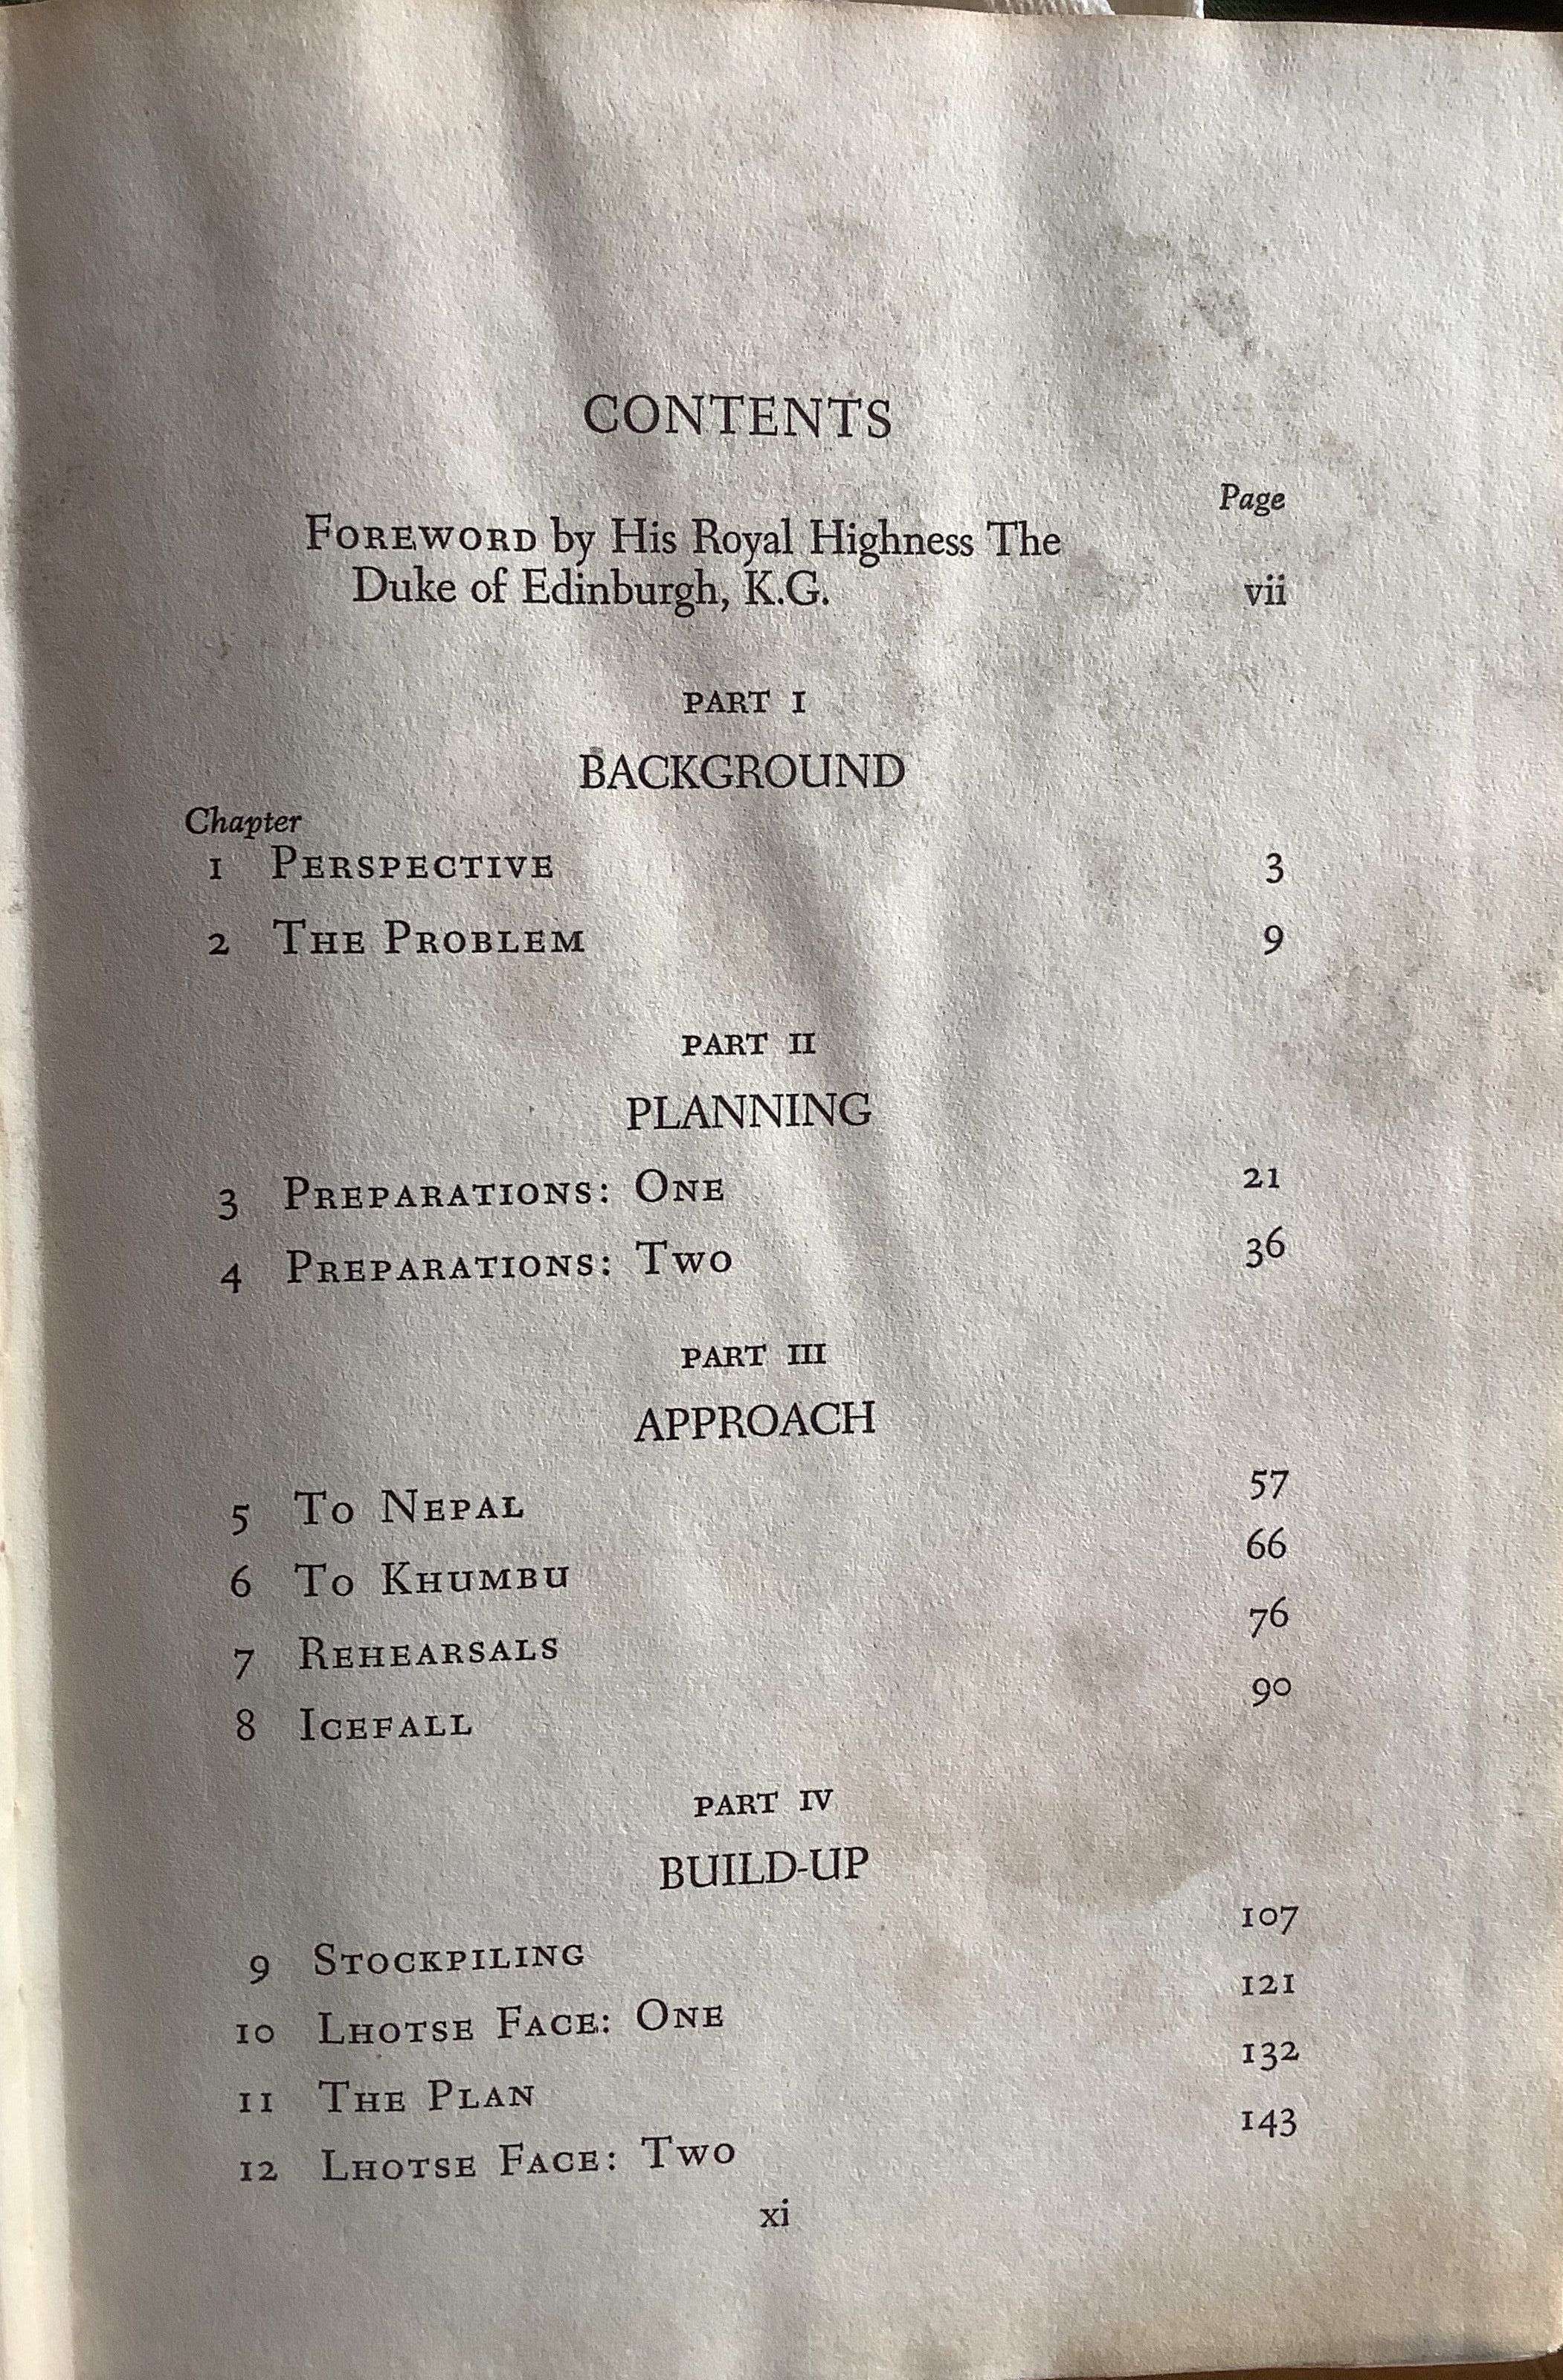 CONTENTS
Page
FOREWORD by His Royal Highness The
Duke of Edinburgh, K.G. vii
PART I
BACKGROUND
Chapter
1 PERSPECTIVE 3
2 THE PROBLEM 9
PART II
PLANNING
3 PREPARATIONS: ONE 21
4 PREPARATIONS: TWO 36
PART III
APPROACH
5 TO NEPAL 57
6 TO KHUMBU 66
7 REHEARSALS 76
8 ICEFALL 90
PART IV
BUILD-UP
9 STOCKPILING 107
10 LHOTSE FACE: ONE 121
11 THE PLAN 132
12 LHOTSE FACE: TWO 143
xi